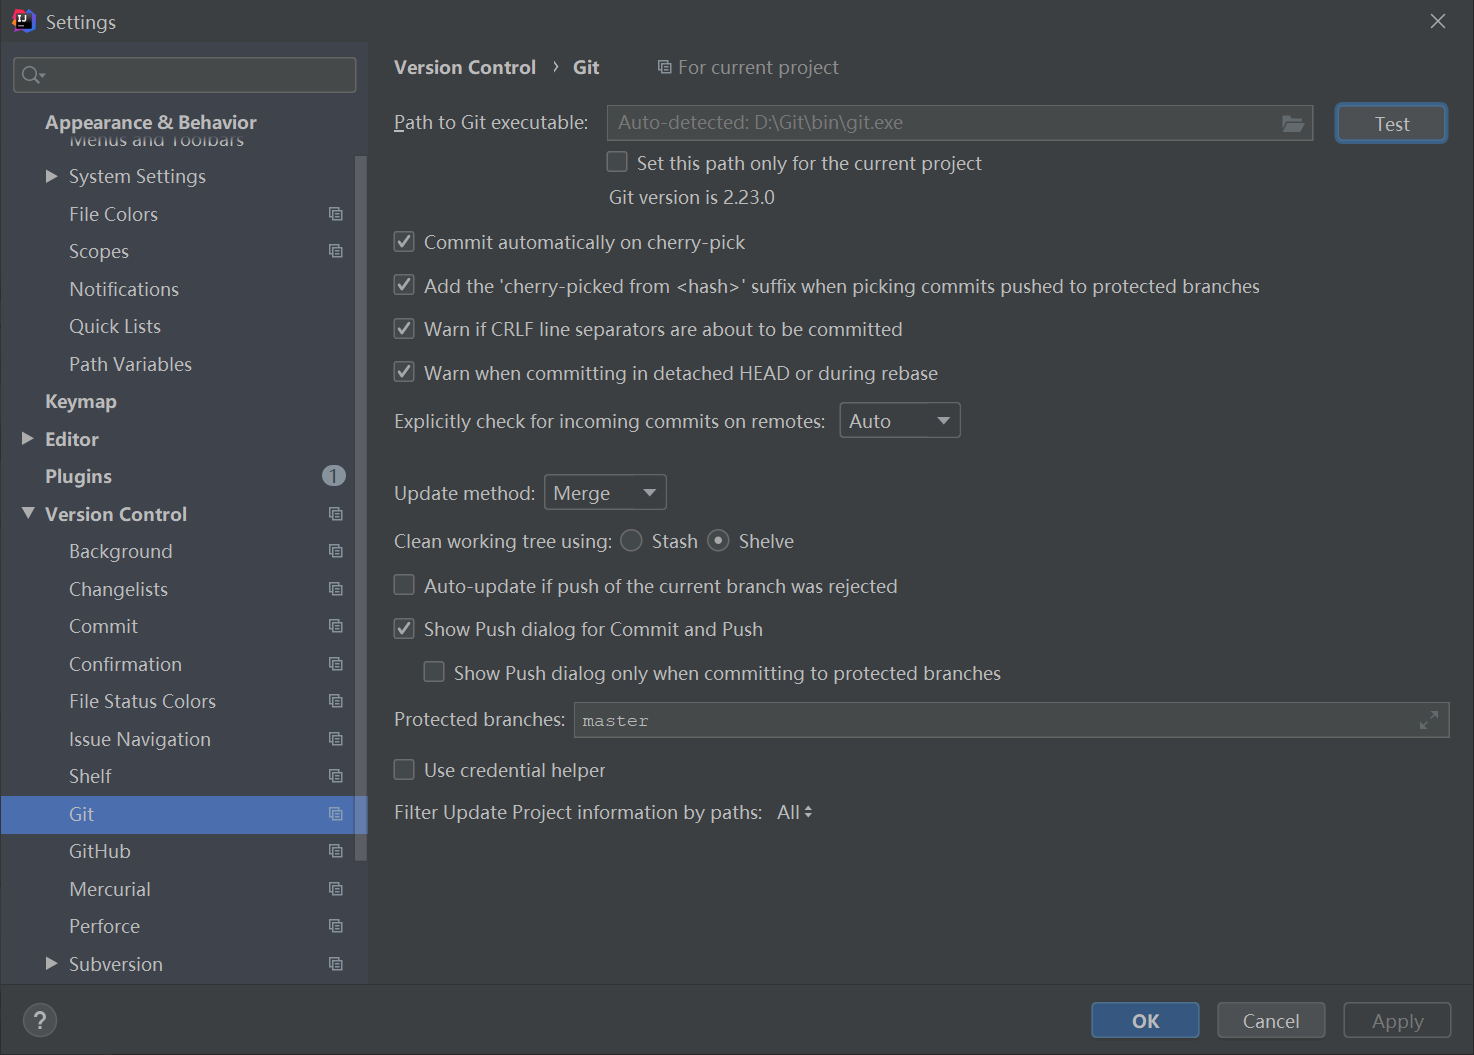 Settings
Appearance & Behavior
Menus and Toolbars
System Settings
File Colors
Scopes
Notifications
Quick Lists
Path Variables
Keymap
Editor
Plugins 1
Version Control
Background
Changelists
Commit
Confirmation
File Status Colors
Issue Navigation
Shelf
Git
GitHub
Mercurial
Perforce
Subversion
Version Control › Git For current project
Path to Git executable: Auto-detected: D:\Git\bin\git.exe Test
Set this path only for the current project
Git version is 2.23.0
Commit automatically on cherry-pick
Add the 'cherry-picked from <hash>' suffix when picking commits pushed to protected branches
Warn if CRLF line separators are about to be committed
Warn when committing in detached HEAD or during rebase
Explicitly check for incoming commits on remotes: Auto
Update method: Merge
Clean working tree using: Stash Shelve
Auto-update if push of the current branch was rejected
Show Push dialog for Commit and Push
Show Push dialog only when committing to protected branches
Protected branches: master
Use credential helper
Filter Update Project information by paths: All
? OK Cancel Apply